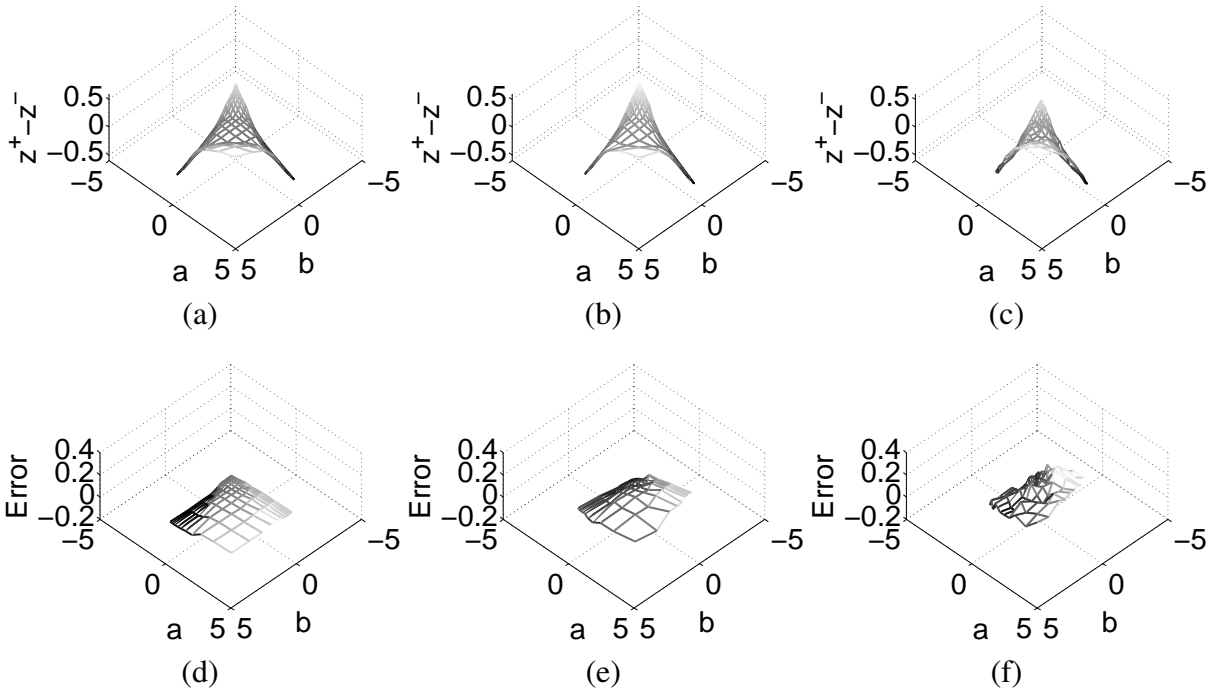 0.5 0.5 0.5
z⁺−z⁻ 0 z⁺−z⁻ 0 z⁺−z⁻ 0
−0.5 −0.5 −0.5
−5 −5 −5 −5 −5 −5
0 0 0 0 0 0
a 5 5 b a 5 5 b a 5 5 b
(a) (b) (c)
0.4 0.4 0.4
Error 0.2 Error 0.2 Error 0.2
0 0 0
−0.2 −0.2 −0.2
−5 −5 −5 −5 −5 −5
0 0 0 0 0 0
a 5 5 b a 5 5 b a 5 5 b
(d) (e) (f)